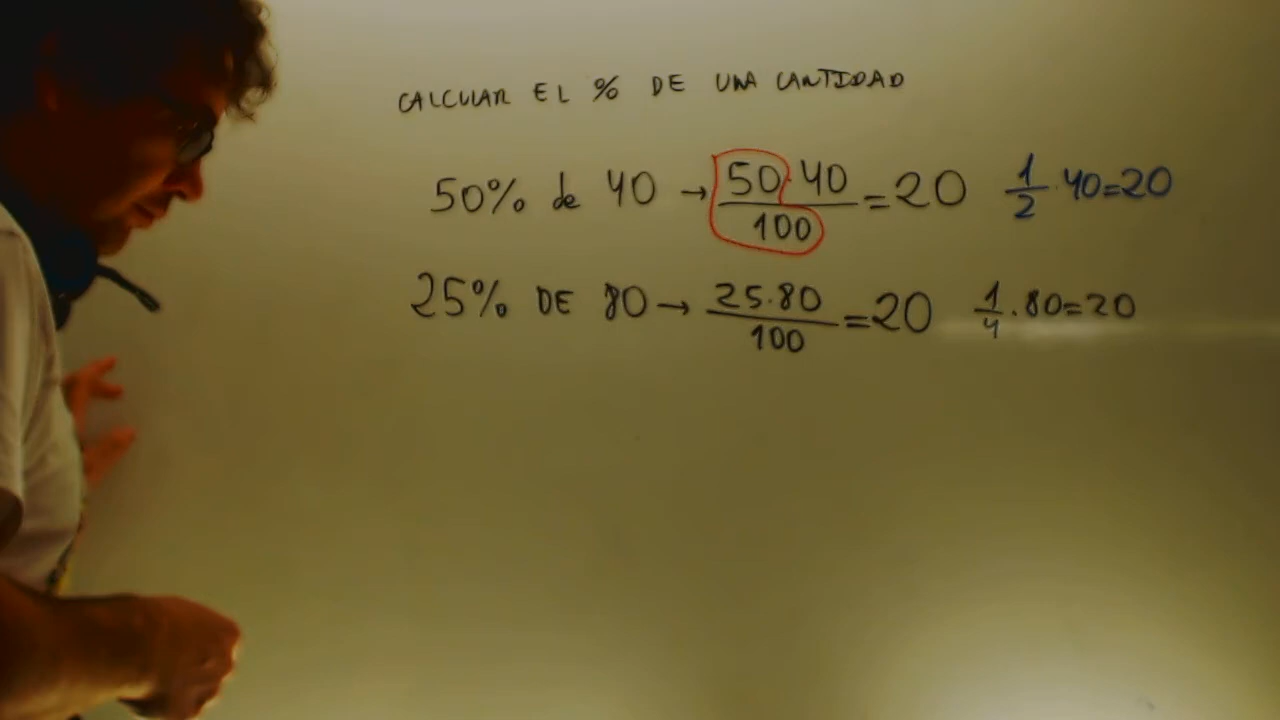 CALCULAR EL % DE UNA CANTIDAD
50% de 40 → 50·40/100 = 20 1/2 · 40 = 20
25% DE 80 → 25·80/100 = 20 1/4 · 80 = 20